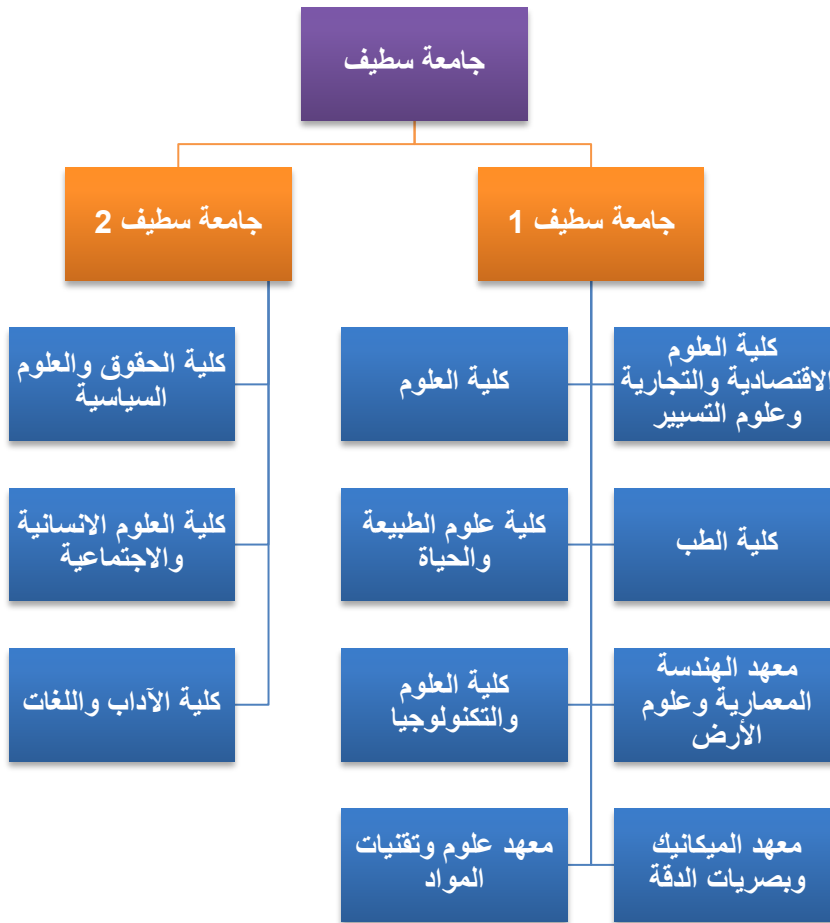 جامعة سطيف
جامعة سطيف 1
جامعة سطيف 2
كلية العلوم
الاقتصادية والتجارية
وعلوم التسيير
كلية العلوم
كلية الحقوق والعلوم
السياسية
كلية الطب
كلية علوم الطبيعة
والحياة
كلية العلوم الانسانية
والاجتماعية
معهد الهندسة
المعمارية وعلوم
الأرض
كلية العلوم
والتكنولوجيا
كلية الآداب واللغات
معهد الميكانيك
وبصريات الدقة
معهد علوم وتقنيات
المواد